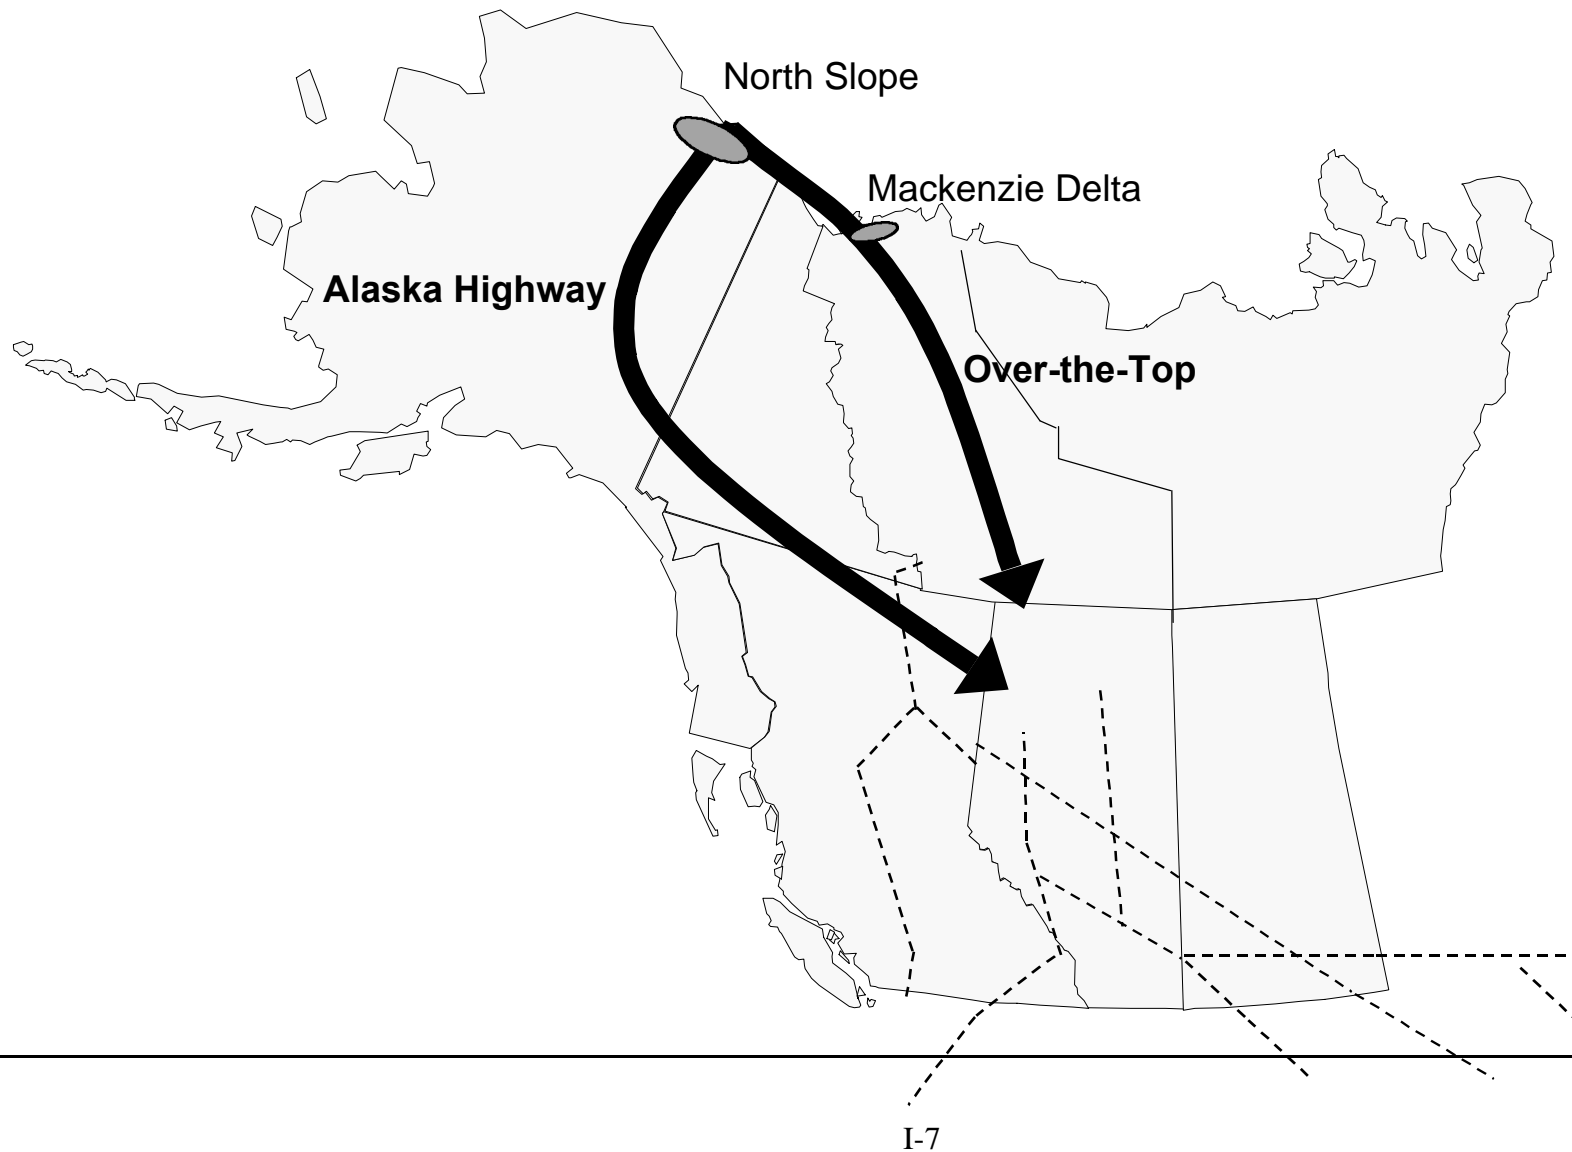 North Slope
Mackenzie Delta
Alaska Highway
Over-the-Top
I-7